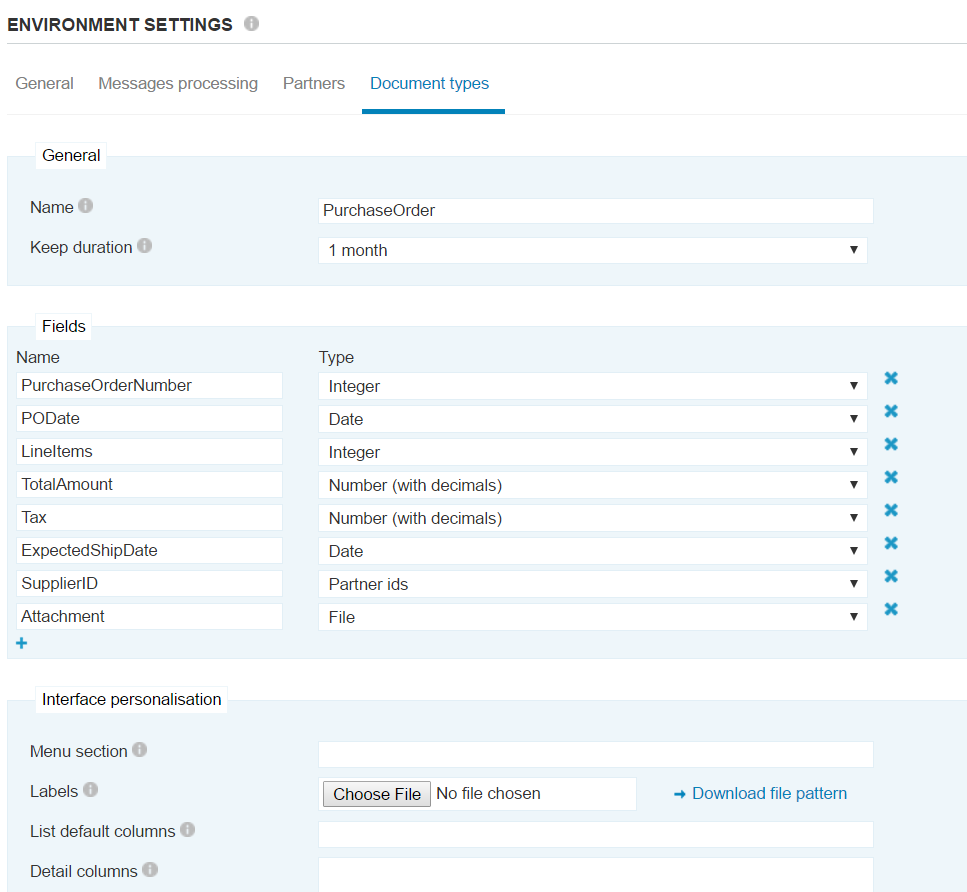 ENVIRONMENT SETTINGS
General Messages processing Partners Document types
General
Name PurchaseOrder
Keep duration 1 month
Fields
Name Type
PurchaseOrderNumber Integer
PODate Date
LineItems Integer
TotalAmount Number (with decimals)
Tax Number (with decimals)
ExpectedShipDate Date
SupplierID Partner ids
Attachment File
Interface personalisation
Menu section
Labels Choose File No file chosen Download file pattern
List default columns
Detail columns